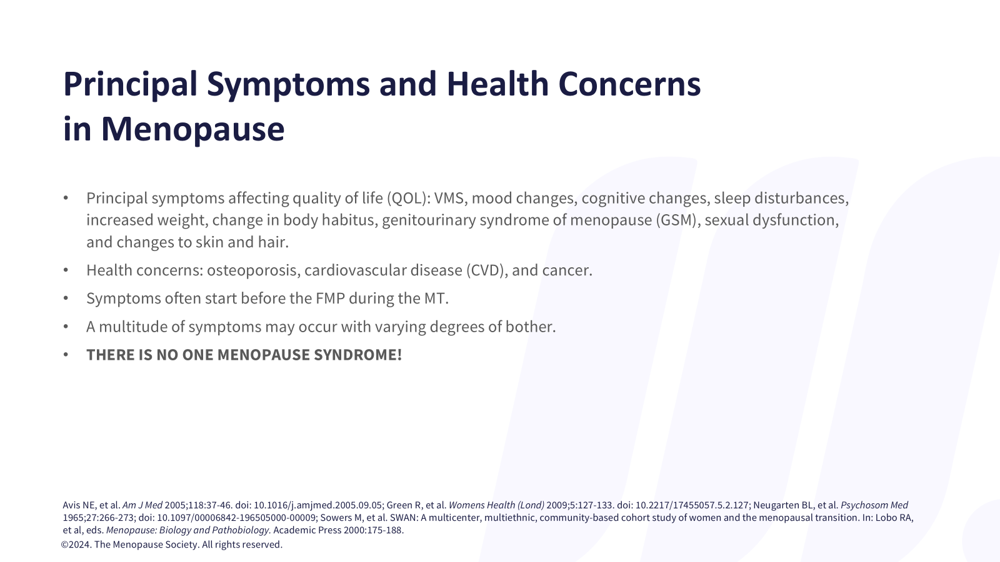 Principal Symptoms and Health Concerns
in Menopause
• Principal symptoms affecting quality of life (QOL): VMS, mood changes, cognitive changes, sleep disturbances,
increased weight, change in body habitus, genitourinary syndrome of menopause (GSM), sexual dysfunction,
and changes to skin and hair.
• Health concerns: osteoporosis, cardiovascular disease (CVD), and cancer.
• Symptoms often start before the FMP during the MT.
• A multitude of symptoms may occur with varying degrees of bother.
• THERE IS NO ONE MENOPAUSE SYNDROME!
Avis NE, et al. Am J Med 2005;118:37-46. doi: 10.1016/j.amjmed.2005.09.05; Green R, et al. Womens Health (Lond) 2009;5:127-133. doi: 10.2217/17455057.5.2.127; Neugarten BL, et al. Psychosom Med
1965;27:266-273; doi: 10.1097/00006842-196505000-00009; Sowers M, et al. SWAN: A multicenter, multiethnic, community-based cohort study of women and the menopausal transition. In: Lobo RA,
et al, eds. Menopause: Biology and Pathobiology. Academic Press 2000:175-188.
©2024. The Menopause Society. All rights reserved.